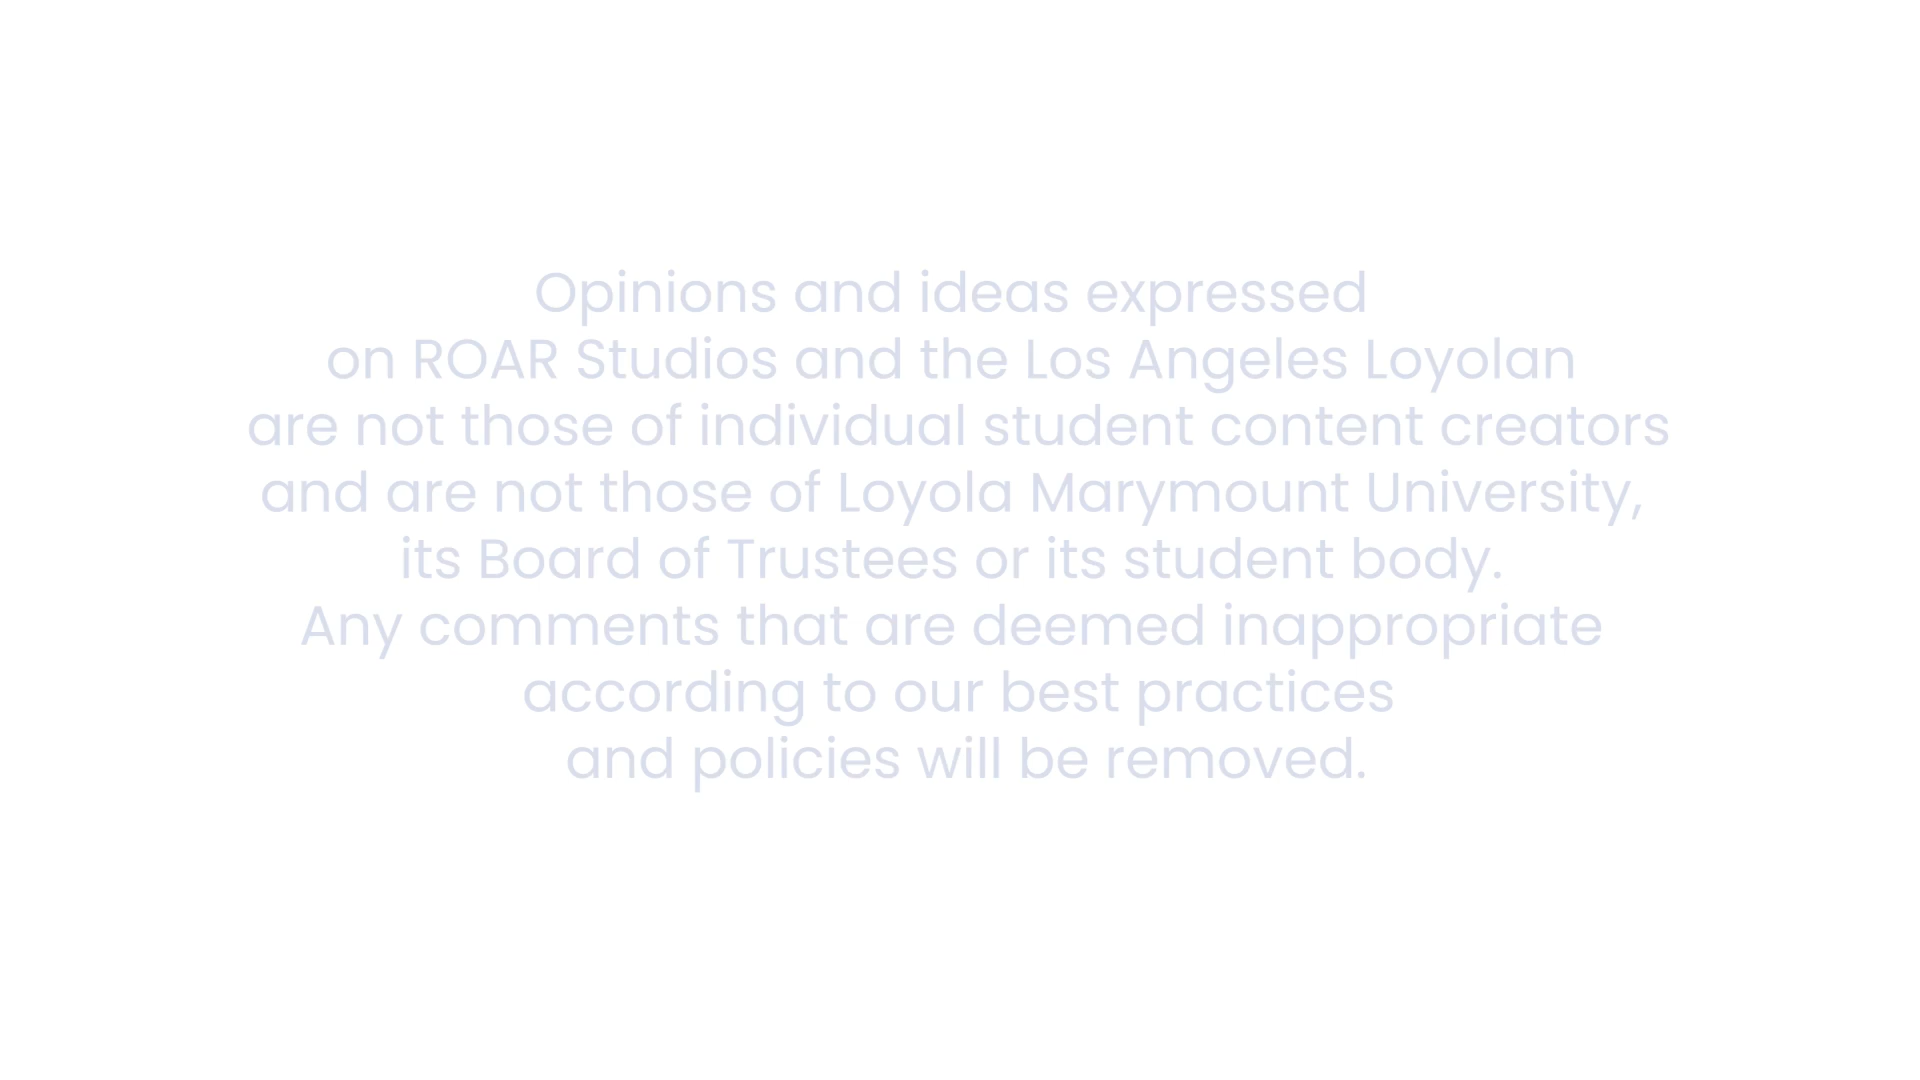 Opinions and ideas expressed
on ROAR Studios and the Los Angeles Loyolan
are not those of individual student content creators
and are not those of Loyola Marymount University,
its Board of Trustees or its student body.
Any comments that are deemed inappropriate
according to our best practices
and policies will be removed.